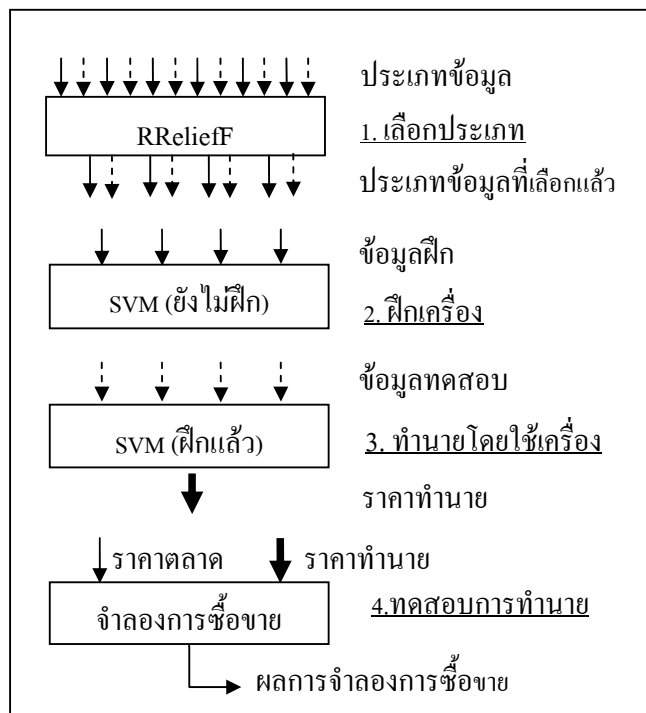 ประเภทข้อมูล
RReliefF
1. เลือกประเภท
ประเภทข้อมูลที่เลือกแล้ว
ข้อมูลฝึก
SVM (ยังไม่ฝึก)
2. ฝึกเครื่อง
ข้อมูลทดสอบ
SVM (ฝึกแล้ว)
3. ทำนายโดยใช้เครื่อง
ราคาทำนาย
ราคาตลาด
ราคาทำนาย
จำลองการซื้อขาย
4.ทดสอบการทำนาย
ผลการจำลองการซื้อขาย